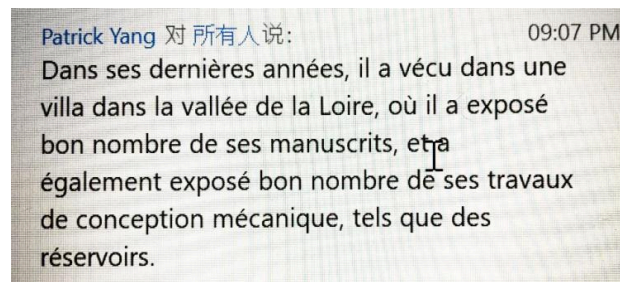 Patrick Yang 对 所有人说: 09:07 PM
Dans ses dernières années, il a vécu dans une
villa dans la vallée de la Loire, où il a exposé
bon nombre de ses manuscrits, et a
également exposé bon nombre de ses travaux
de conception mécanique, tels que des
réservoirs.